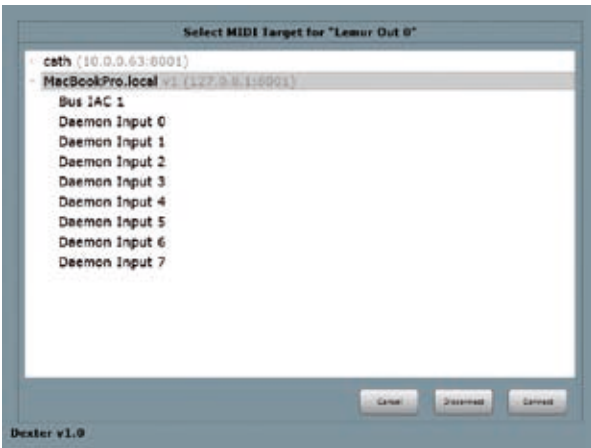 Select MIDI Target for "Lemur Out 0"
cath (10.0.0.63:8001)
MacBookPro.local v1 (127.0.0.1:8001)
Bus IAC 1
Daemon Input 0
Daemon Input 1
Daemon Input 2
Daemon Input 3
Daemon Input 4
Daemon Input 5
Daemon Input 6
Daemon Input 7
Cancel Disconnect Connect
Dexter v1.0